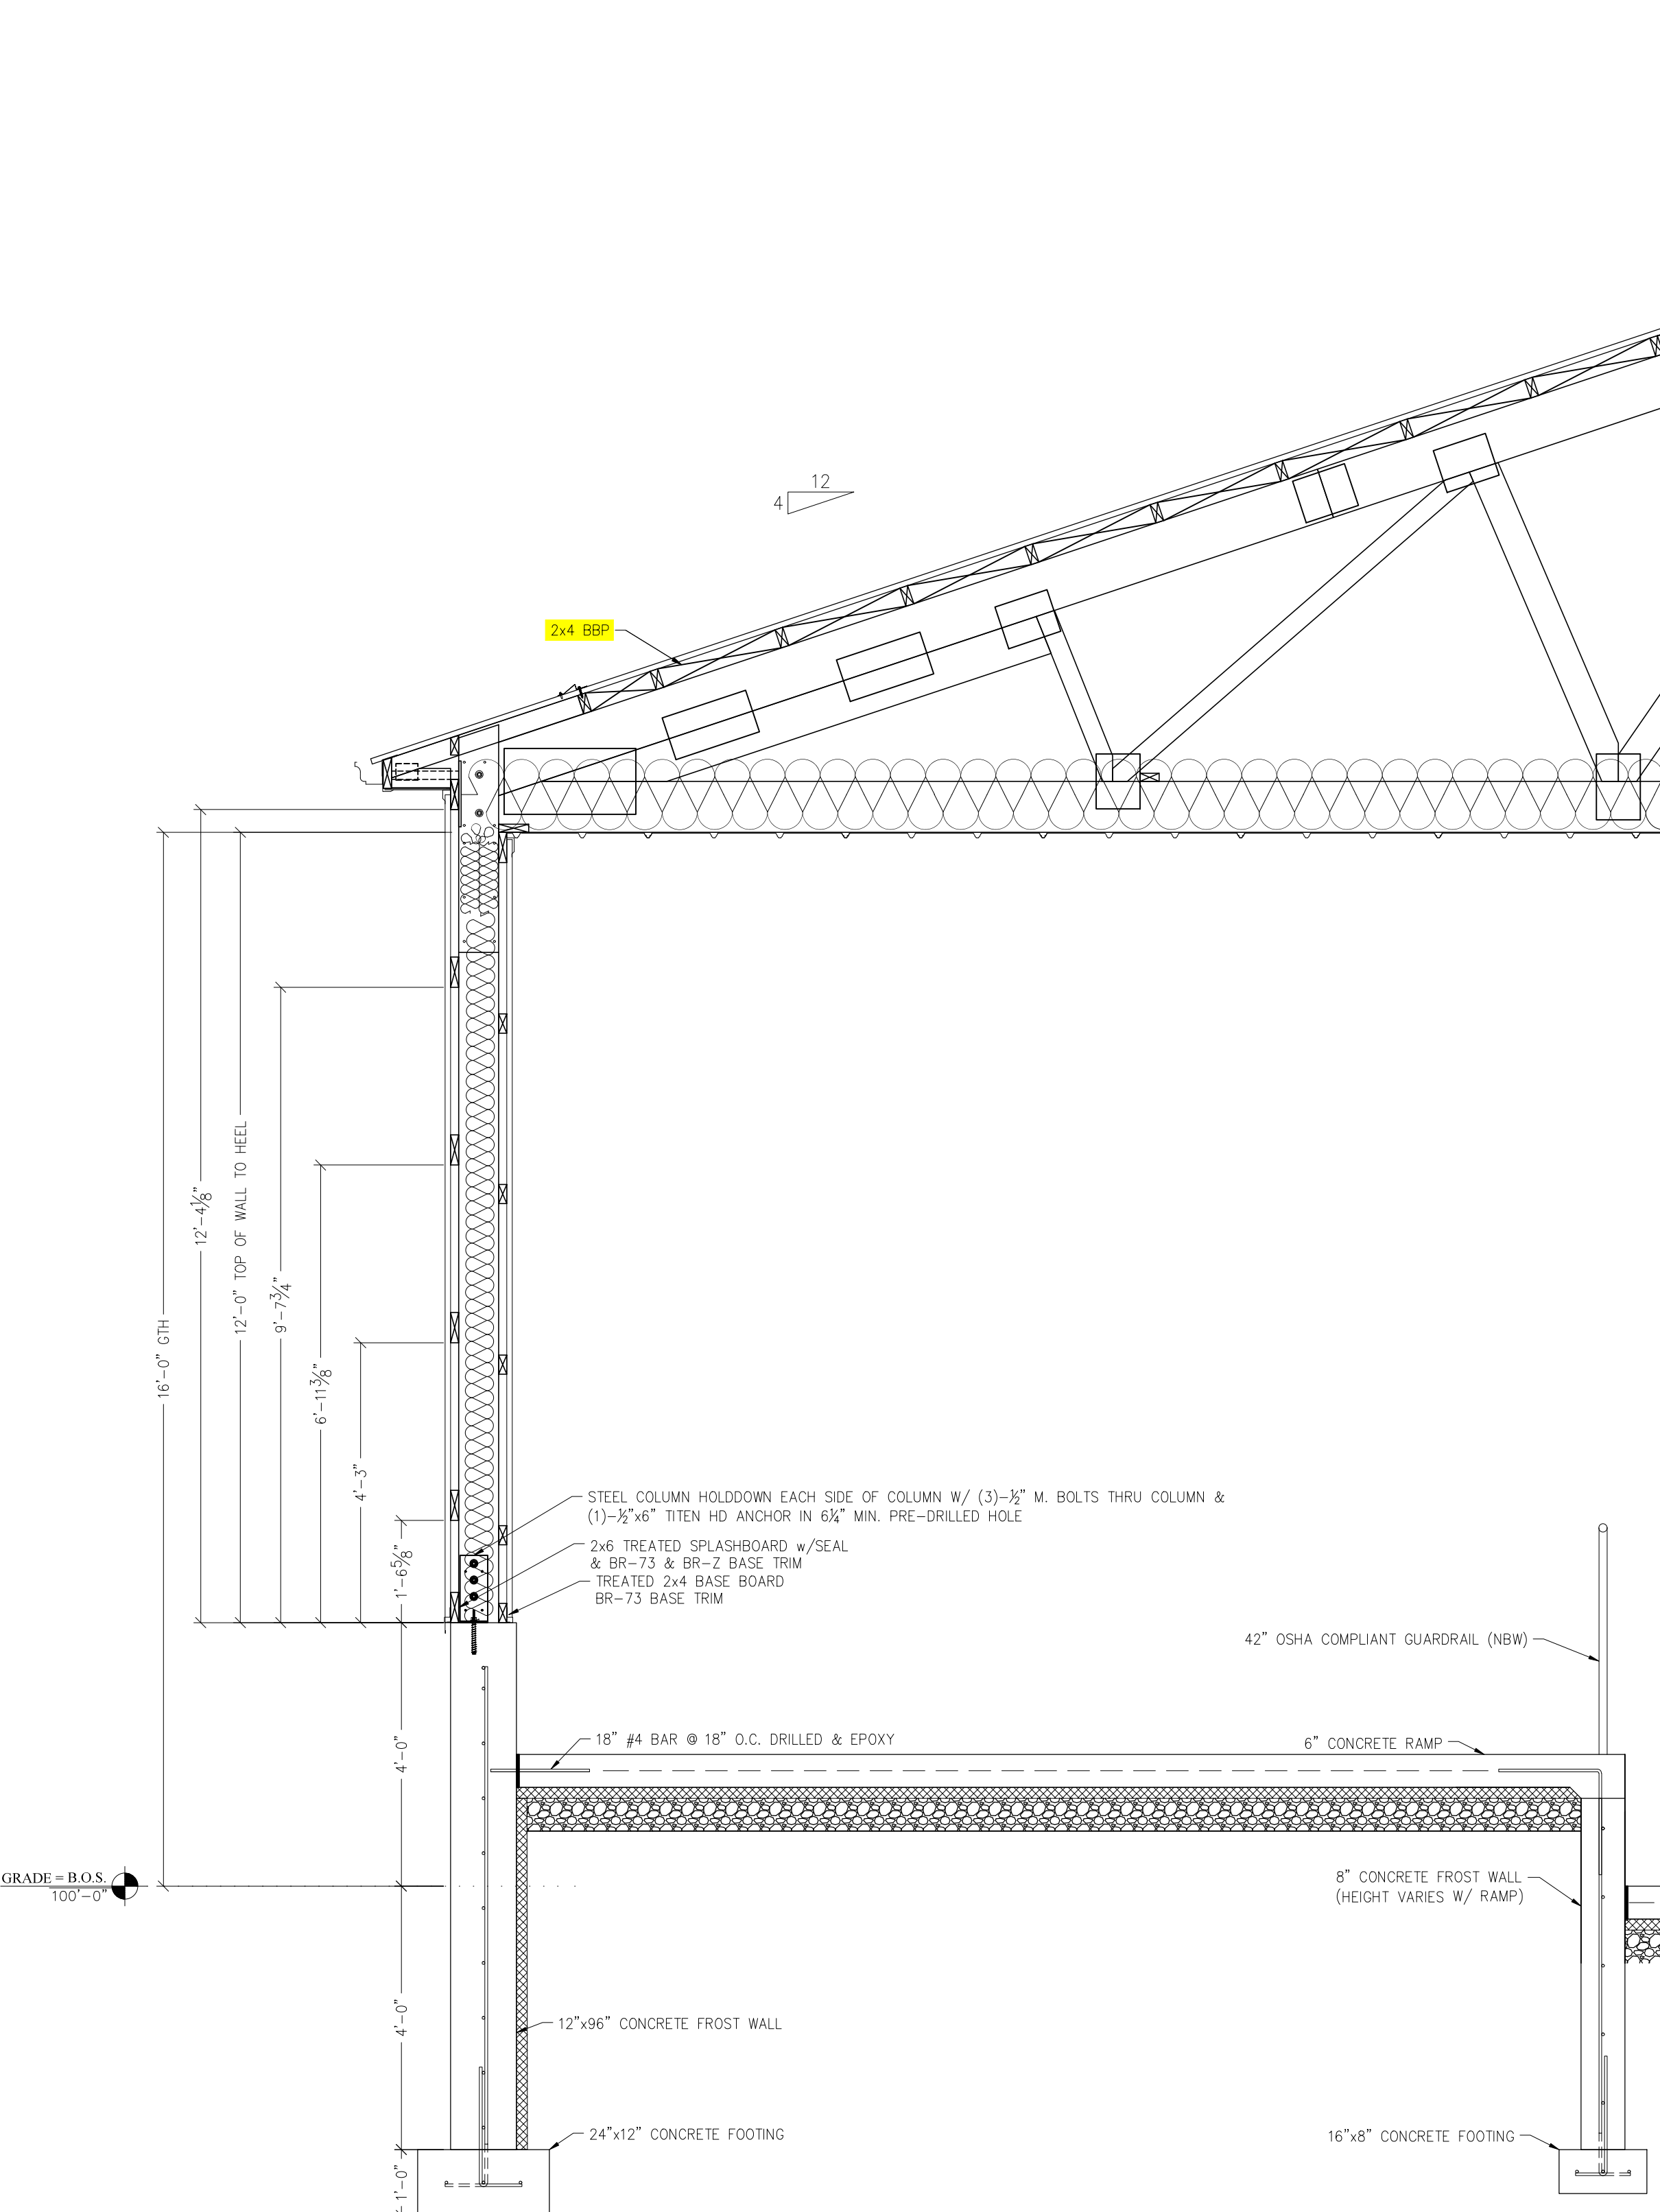 12
4
2x4 BBP
12'-4⅛"
12'-0" TOP OF WALL TO HEEL
9'-7¾"
16'-0" GTH
6'-11⅜"
4'-3"
1'-6⅝"
STEEL COLUMN HOLDDOWN EACH SIDE OF COLUMN W/ (3)-½" M. BOLTS THRU COLUMN &
(1)-½"x6" TITEN HD ANCHOR IN 6¼" MIN. PRE-DRILLED HOLE
2x6 TREATED SPLASHBOARD w/SEAL
& BR-73 & BR-Z BASE TRIM
TREATED 2x4 BASE BOARD
BR-73 BASE TRIM
42" OSHA COMPLIANT GUARDRAIL (NBW)
18" #4 BAR @ 18" O.C. DRILLED & EPOXY
6" CONCRETE RAMP
4'-0"
GRADE = B.O.S.
100'-0"
8" CONCRETE FROST WALL
(HEIGHT VARIES W/ RAMP)
4'-0"
12"x96" CONCRETE FROST WALL
24"x12" CONCRETE FOOTING
16"x8" CONCRETE FOOTING
1'-0"